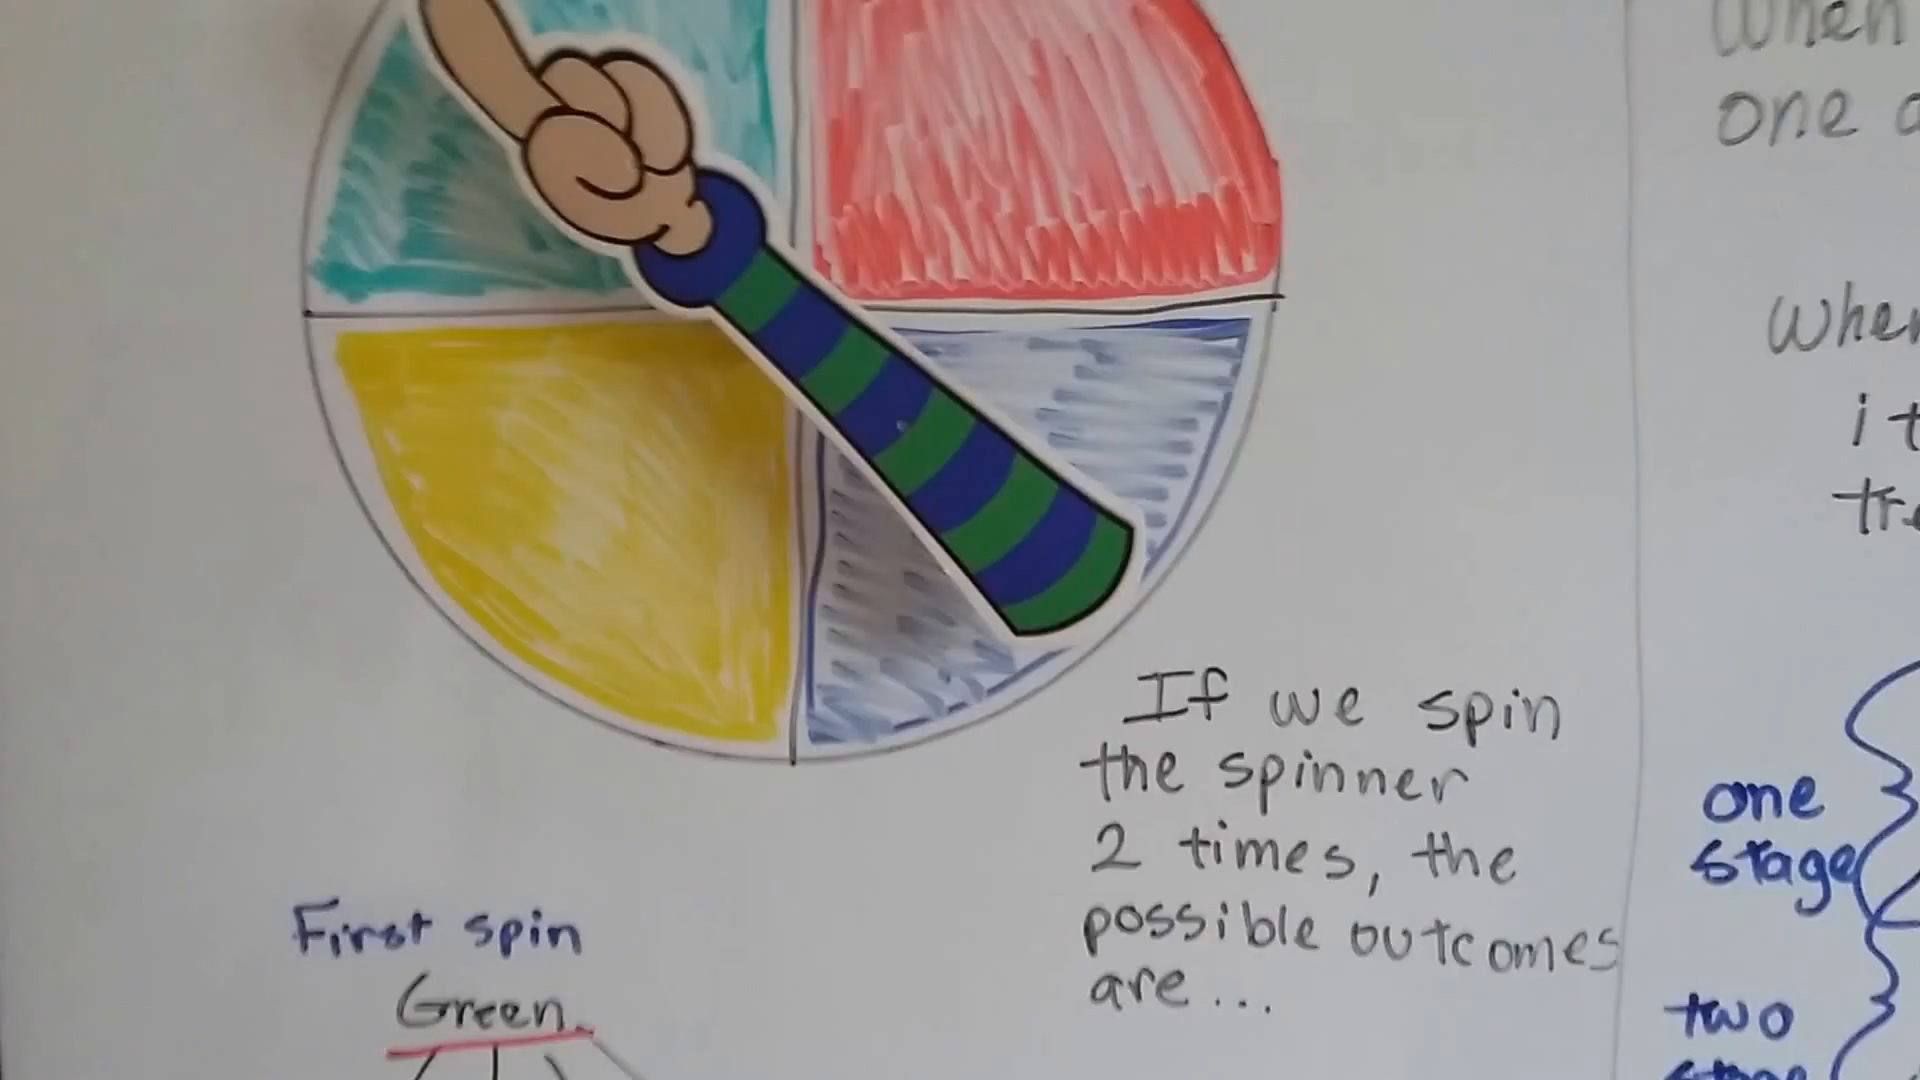 If we spin
the spinner
2 times, the
possible outcomes
are...
First spin
Green
When
one
it
one
stage
two